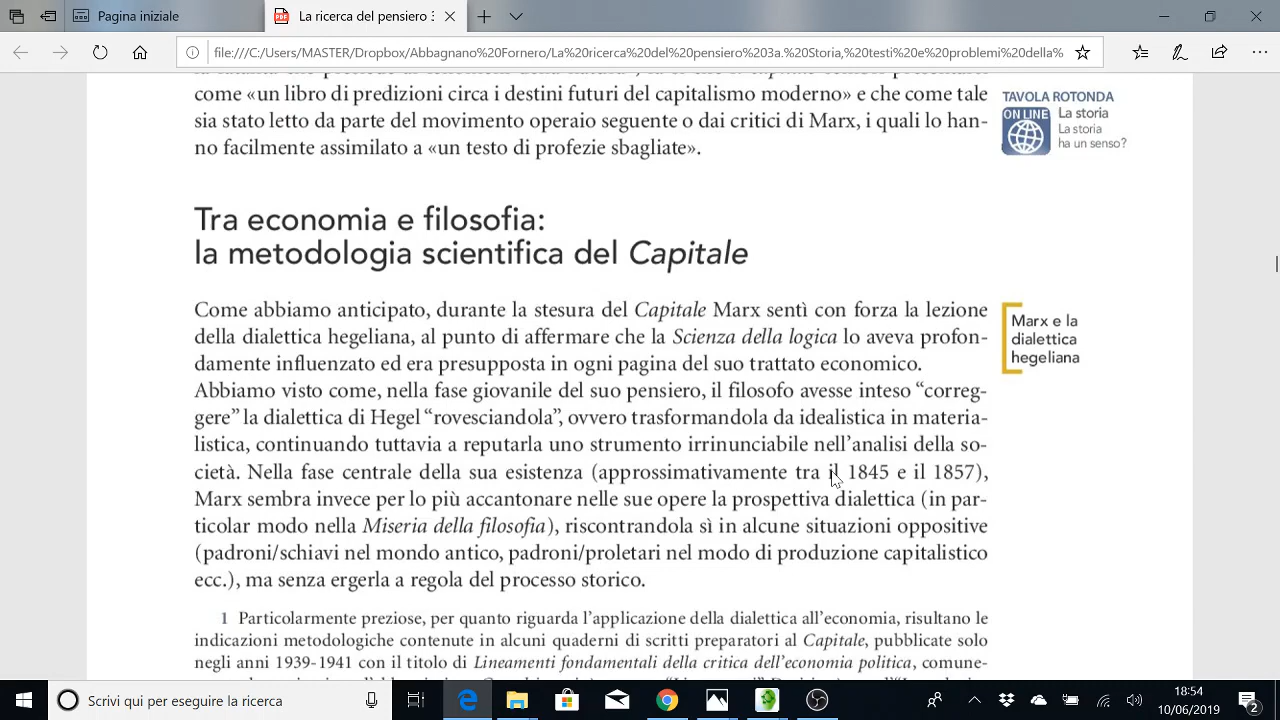 Pagina iniziale
La ricerca del pensiero 3
file:///C:/Users/MASTER/Dropbox/Abbagnano%20Fornero/La%20ricerca%20del%20pensiero%203a.%20Storia,%20testi%20e%20problemi%20della%
come «un libro di predizioni circa i destini futuri del capitalismo moderno» e che come tale
sia stato letto da parte del movimento operaio seguente o dai critici di Marx, i quali lo han-
no facilmente assimilato a «un testo di profezie sbagliate».
TAVOLA ROTONDA
ON LINE
La storia
La storia
ha un senso?
Tra economia e filosofia:
la metodologia scientifica del Capitale
Come abbiamo anticipato, durante la stesura del Capitale Marx sentì con forza la lezione
della dialettica hegeliana, al punto di affermare che la Scienza della logica lo aveva profon-
damente influenzato ed era presupposta in ogni pagina del suo trattato economico.
Abbiamo visto come, nella fase giovanile del suo pensiero, il filosofo avesse inteso “correg-
gere” la dialettica di Hegel “rovesciandola”, ovvero trasformandola da idealistica in materia-
listica, continuando tuttavia a reputarla uno strumento irrinunciabile nell’analisi della so-
cietà. Nella fase centrale della sua esistenza (approssimativamente tra il 1845 e il 1857),
Marx sembra invece per lo più accantonare nelle sue opere la prospettiva dialettica (in par-
ticolar modo nella Miseria della filosofia), riscontrandola sì in alcune situazioni oppositive
(padroni/schiavi nel mondo antico, padroni/proletari nel modo di produzione capitalistico
ecc.), ma senza ergerla a regola del processo storico.
Marx e la
dialettica
hegeliana
1 Particolarmente preziose, per quanto riguarda l’applicazione della dialettica all’economia, risultano le
indicazioni metodologiche contenute in alcuni quaderni di scritti preparatori al Capitale, pubblicate solo
negli anni 1939-1941 con il titolo di Lineamenti fondamentali della critica dell’economia politica, comune-
Scrivi qui per eseguire la ricerca
18:54
10/06/2019
2